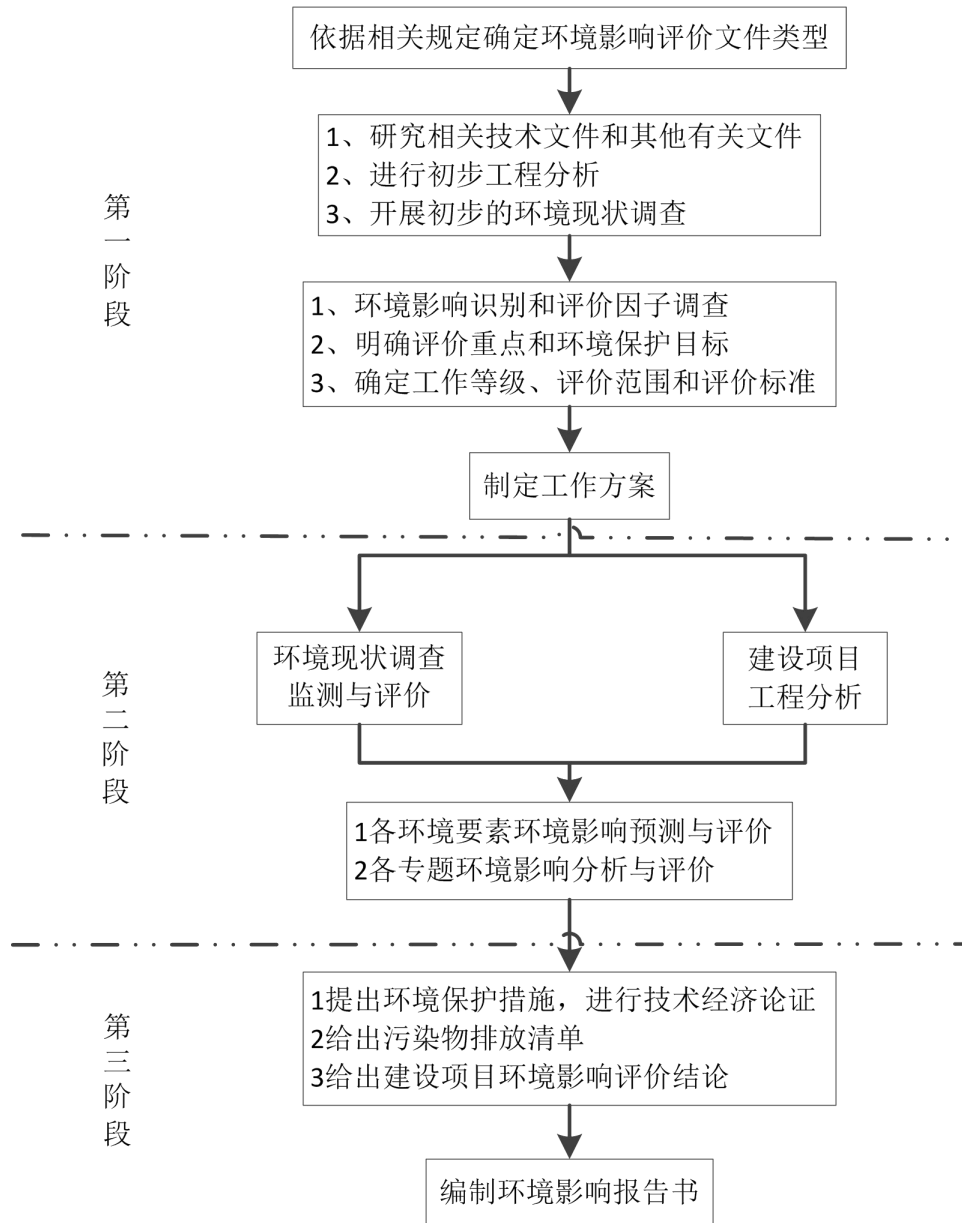 依据相关规定确定环境影响评价文件类型
1、研究相关技术文件和其他有关文件
2、进行初步工程分析
3、开展初步的环境现状调查
第一阶段
1、环境影响识别和评价因子调查
2、明确评价重点和环境保护目标
3、确定工作等级、评价范围和评价标准
制定工作方案
环境现状调查
监测与评价
建设项目
工程分析
第二阶段
1各环境要素环境影响预测与评价
2各专题环境影响分析与评价
1提出环境保护措施，进行技术经济论证
2给出污染物排放清单
3给出建设项目环境影响评价结论
第三阶段
编制环境影响报告书